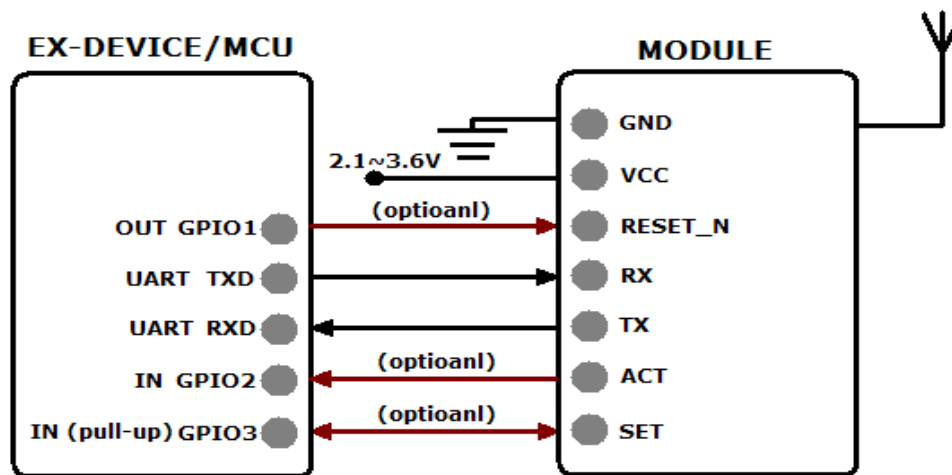 EX-DEVICE/MCU
MODULE
GND
2.1~3.6V
VCC
(optioanl)
OUT GPIO1
RESET_N
UART TXD
RX
UART RXD
TX
(optioanl)
IN GPIO2
ACT
(optioanl)
IN (pull-up) GPIO3
SET